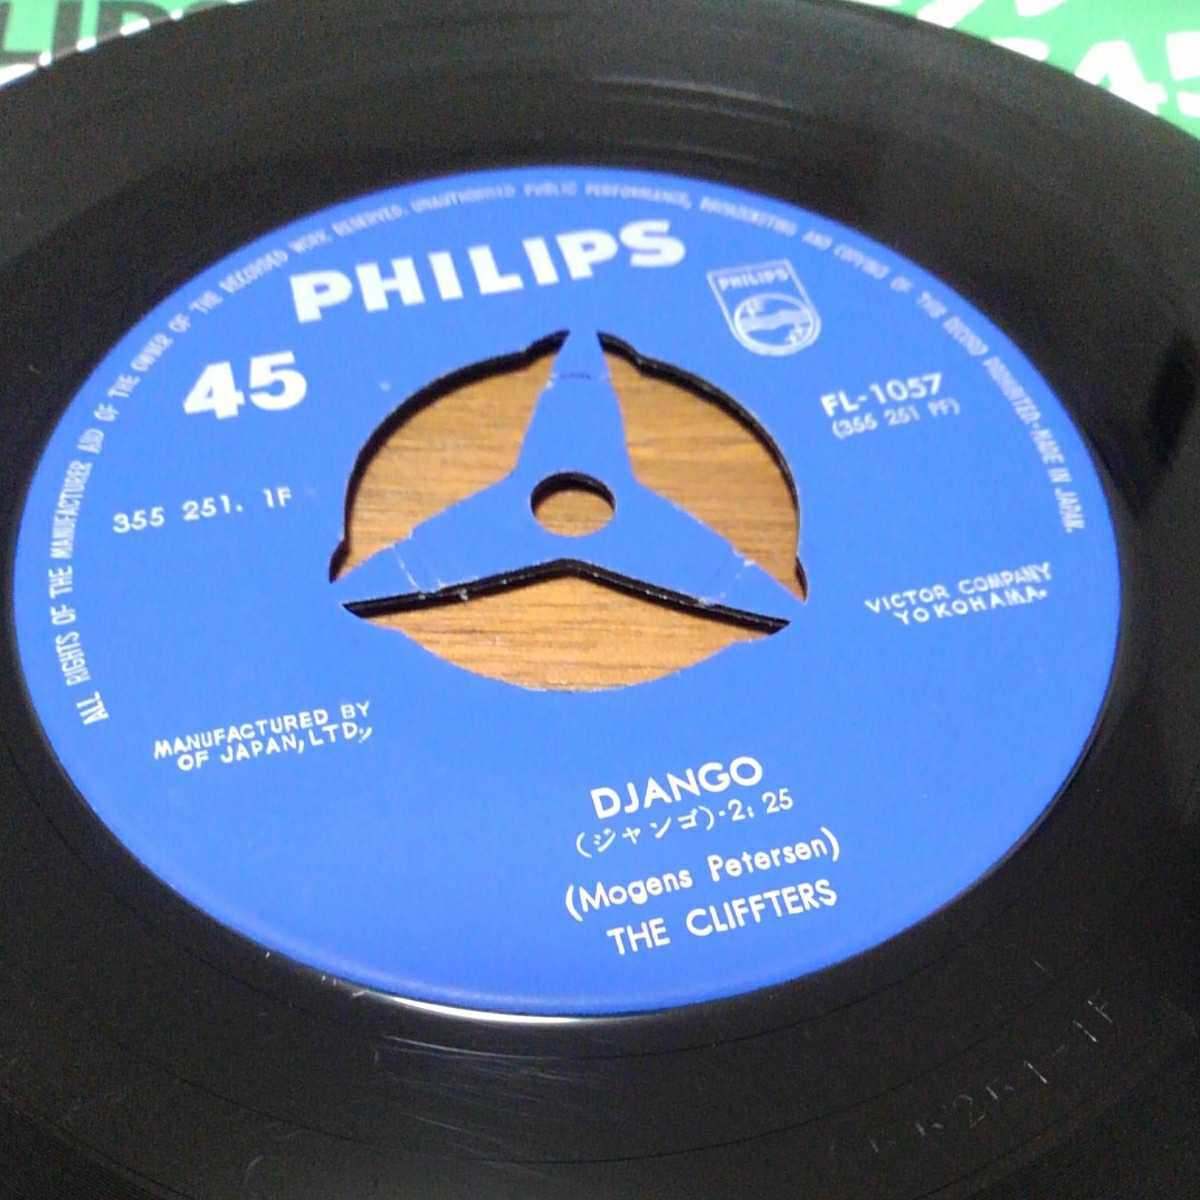 ALL RIGHTS OF THE MANUFACTURER AND OF THE OWNER OF THE RECORDED WORK RESERVED. UNAUTHORISED PUBLIC PERFORMANCE, BROADCASTING AND COPYING OF THIS RECORD PROHIBITED·MADE IN JAPAN.
PHILIPS
PHILIPS
45
FL-1057
(355 251 PF)
355 251. 1F
VICTOR COMPANY
YOKOHAMA.
MANUFACTURED BY
OF JAPAN, LTD.,
DJANGO
(ジャンゴ)·2:25
(Mogens Petersen)
THE CLIFFTERS
45